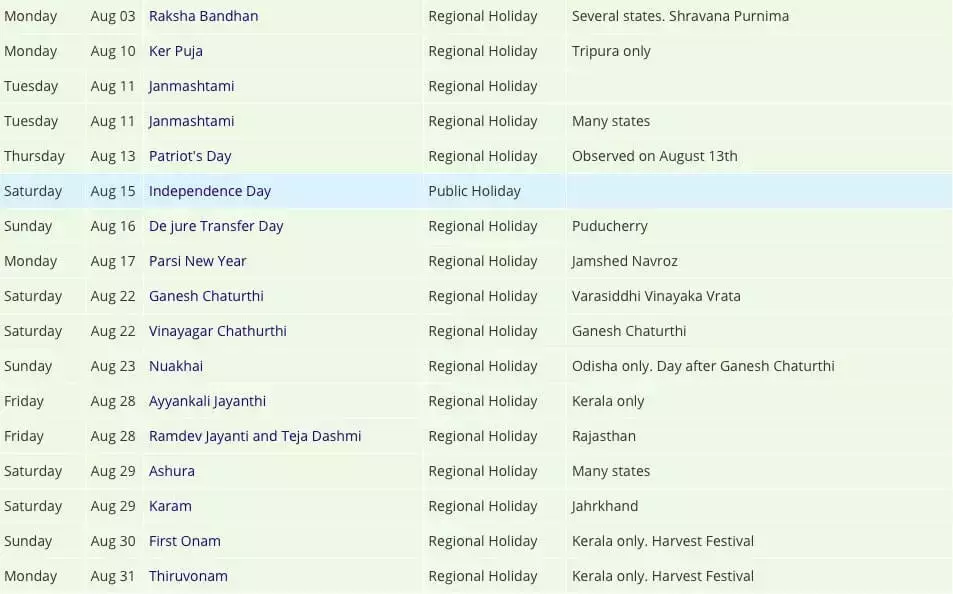 Monday Aug 03 Raksha Bandhan Regional Holiday Several states. Shravana Purnima
Monday Aug 10 Ker Puja Regional Holiday Tripura only
Tuesday Aug 11 Janmashtami Regional Holiday
Tuesday Aug 11 Janmashtami Regional Holiday Many states
Thursday Aug 13 Patriot's Day Regional Holiday Observed on August 13th
Saturday Aug 15 Independence Day Public Holiday
Sunday Aug 16 De jure Transfer Day Regional Holiday Puducherry
Monday Aug 17 Parsi New Year Regional Holiday Jamshed Navroz
Saturday Aug 22 Ganesh Chaturthi Regional Holiday Varasiddhi Vinayaka Vrata
Saturday Aug 22 Vinayagar Chathurthi Regional Holiday Ganesh Chaturthi
Sunday Aug 23 Nuakhai Regional Holiday Odisha only. Day after Ganesh Chaturthi
Friday Aug 28 Ayyankali Jayanthi Regional Holiday Kerala only
Friday Aug 28 Ramdev Jayanti and Teja Dashmi Regional Holiday Rajasthan
Saturday Aug 29 Ashura Regional Holiday Many states
Saturday Aug 29 Karam Regional Holiday Jahrkhand
Sunday Aug 30 First Onam Regional Holiday Kerala only. Harvest Festival
Monday Aug 31 Thiruvonam Regional Holiday Kerala only. Harvest Festival